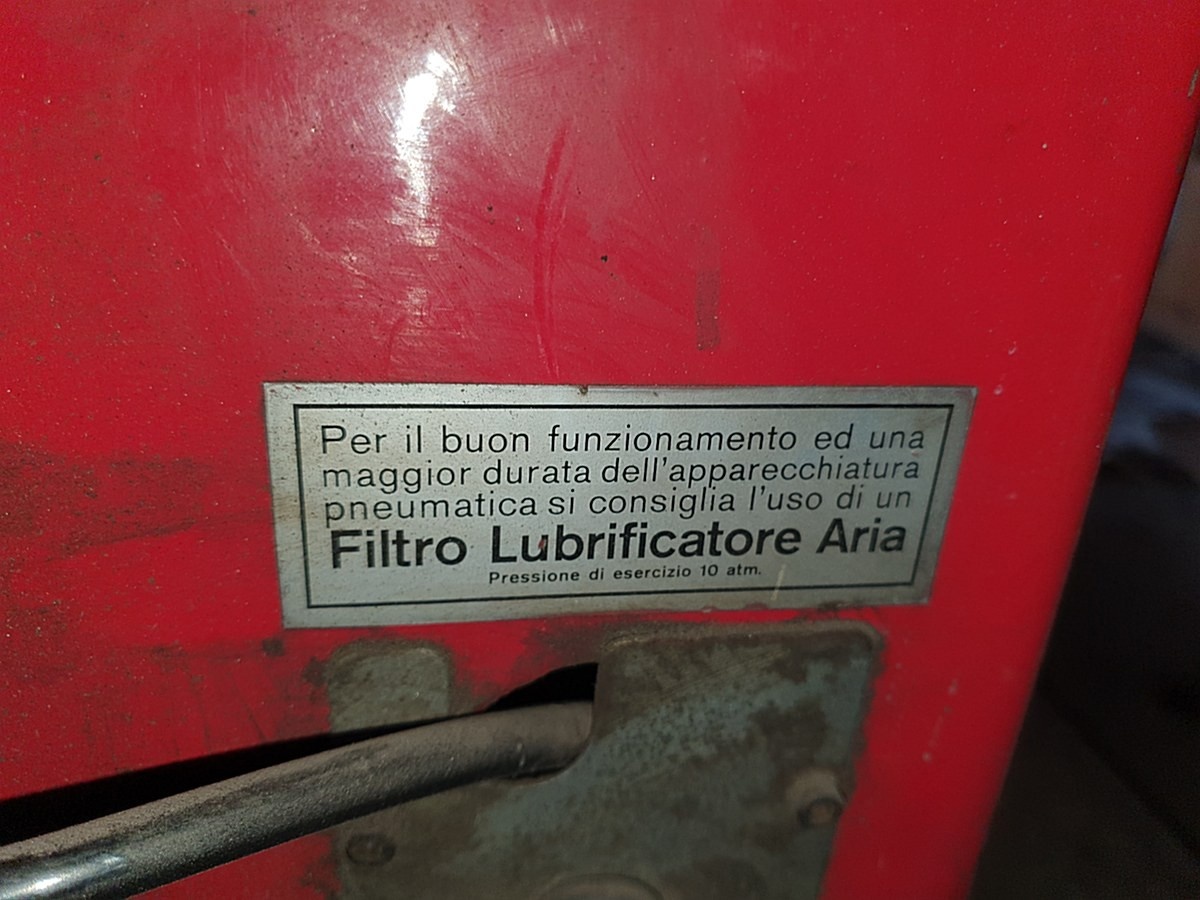 Per il buon funzionamento ed una
maggior durata dell'apparecchiatura
pneumatica si consiglia l'uso di un
Filtro Lubrificatore Aria
Pressione di esercizio 10 atm.